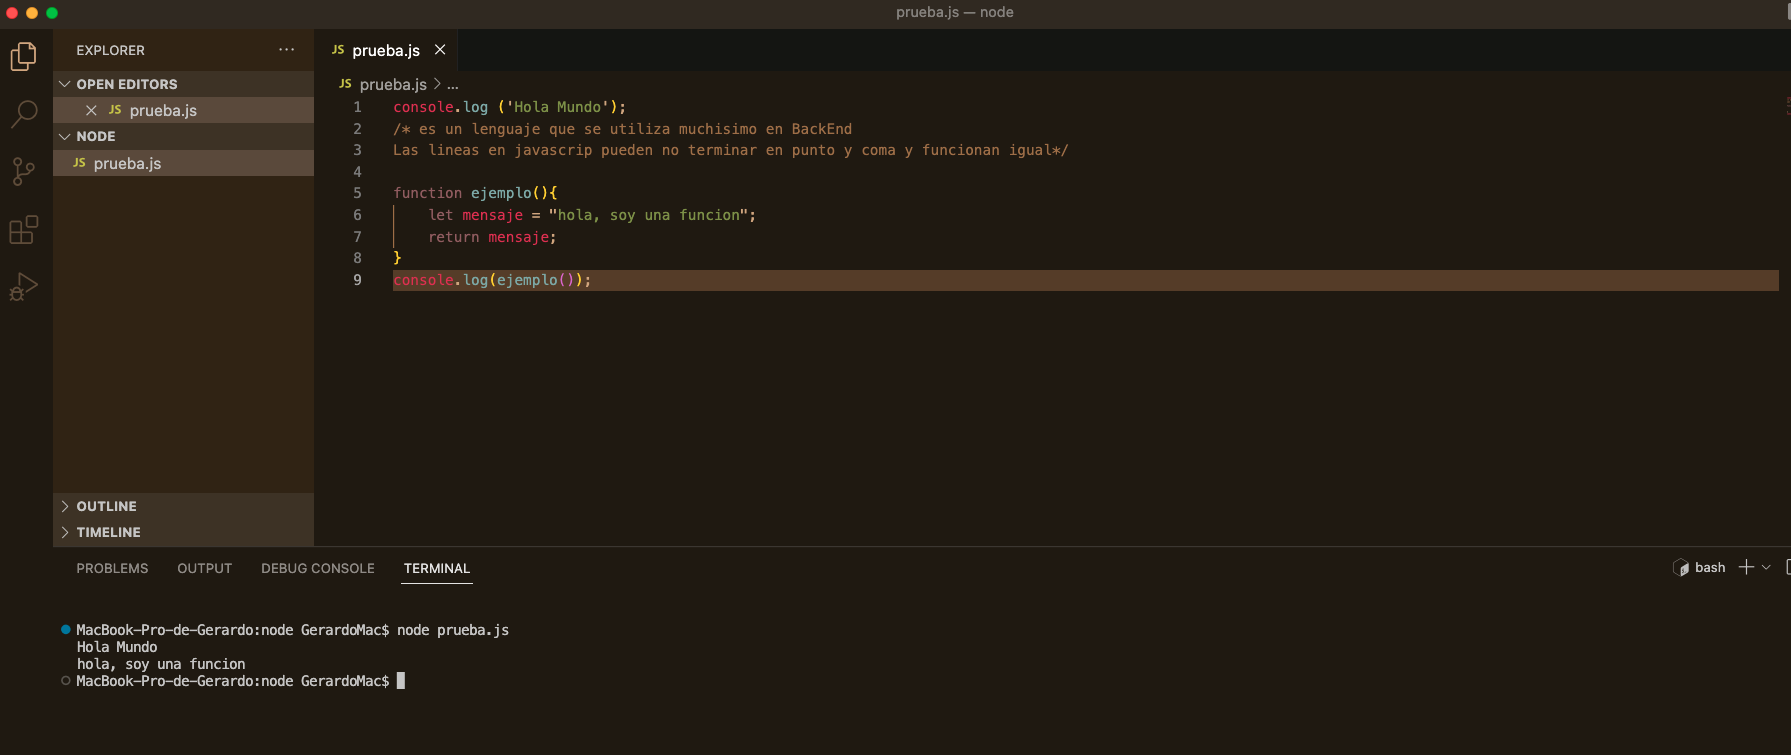 prueba.js — node
EXPLORER
OPEN EDITORS
JS prueba.js
NODE
JS prueba.js
OUTLINE
TIMELINE
JS prueba.js
JS prueba.js > ...
1 console.log ('Hola Mundo');
2 /* es un lenguaje que se utiliza muchisimo en BackEnd
3 Las lineas en javascrip pueden no terminar en punto y coma y funcionan igual*/
4
5 function ejemplo(){
6     let mensaje = "hola, soy una funcion";
7     return mensaje;
8 }
9 console.log(ejemplo());
PROBLEMS OUTPUT DEBUG CONSOLE TERMINAL
bash
MacBook-Pro-de-Gerardo:node GerardoMac$ node prueba.js
Hola Mundo
hola, soy una funcion
MacBook-Pro-de-Gerardo:node GerardoMac$